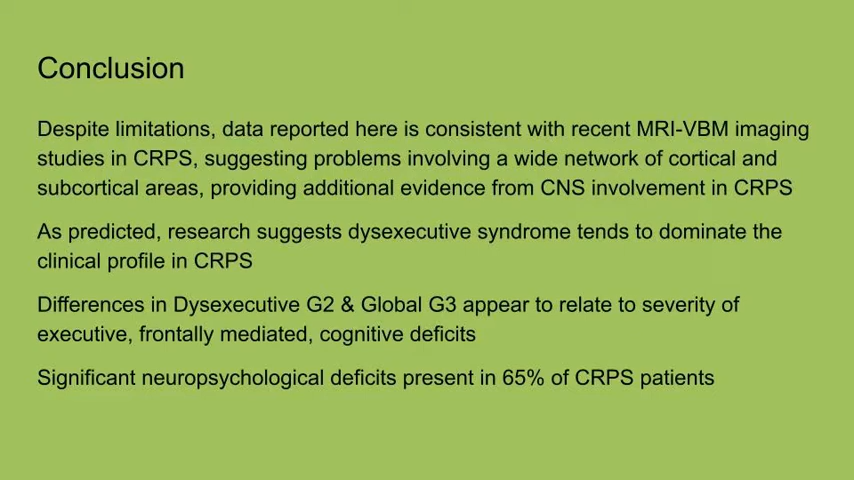 Conclusion
Despite limitations, data reported here is consistent with recent MRI-VBM imaging
studies in CRPS, suggesting problems involving a wide network of cortical and
subcortical areas, providing additional evidence from CNS involvement in CRPS
As predicted, research suggests dysexecutive syndrome tends to dominate the
clinical profile in CRPS
Differences in Dysexecutive G2 & Global G3 appear to relate to severity of
executive, frontally mediated, cognitive deficits
Significant neuropsychological deficits present in 65% of CRPS patients